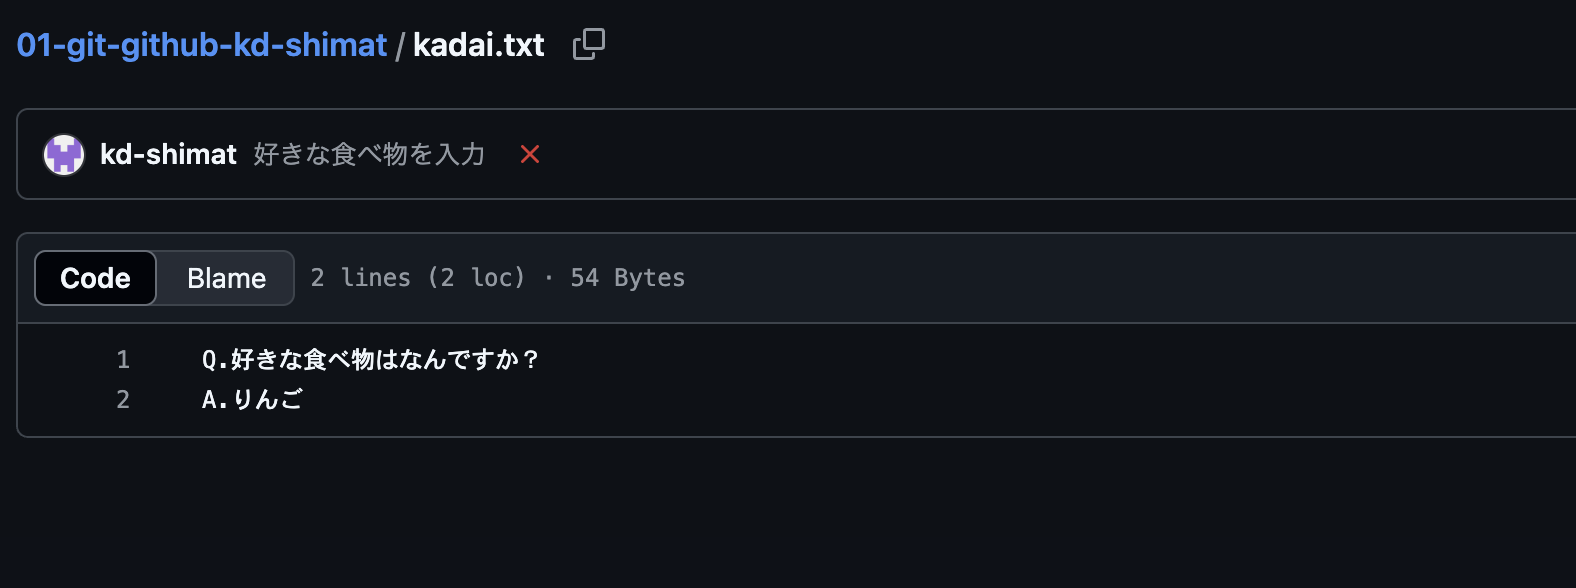 01-git-github-kd-shimat / kadai.txt
kd-shimat 好きな食べ物を入力
Code Blame 2 lines (2 loc) · 54 Bytes
1 Q.好きな食べ物はなんですか？
2 A.りんご